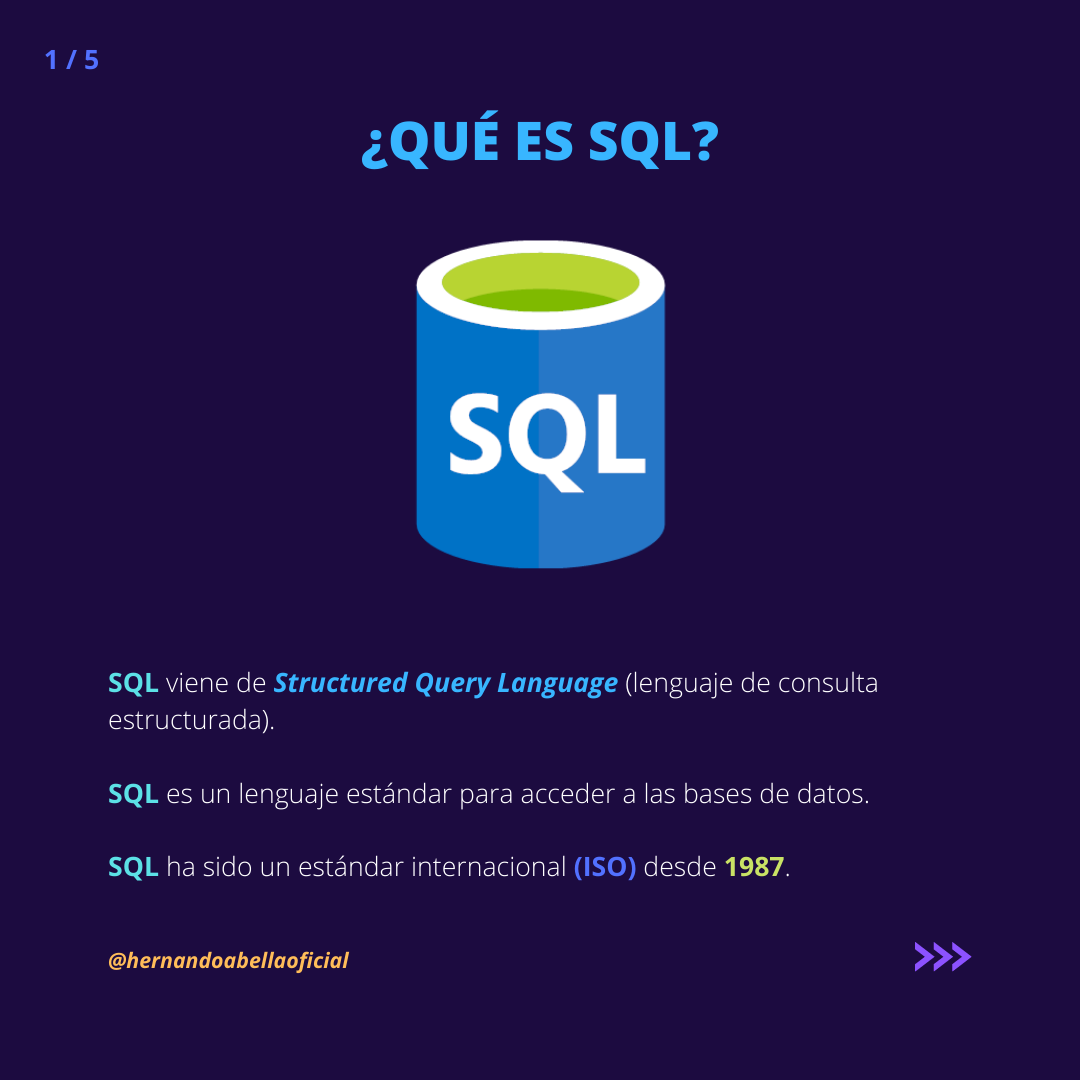 1 / 5
¿QUÉ ES SQL?
SQL
SQL viene de Structured Query Language (lenguaje de consulta
estructurada).
SQL es un lenguaje estándar para acceder a las bases de datos.
SQL ha sido un estándar internacional (ISO) desde 1987.
@hernandoabellaoficial